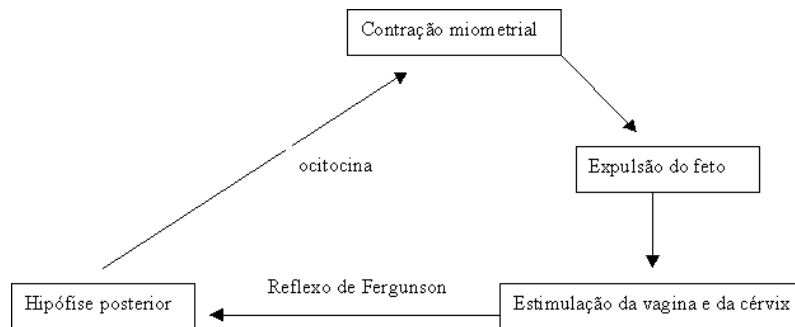 Contração miometrial
Expulsão do feto
ocitocina
Reflexo de Fergunson
Hipófise posterior
Estimulação da vagina e da cérvix